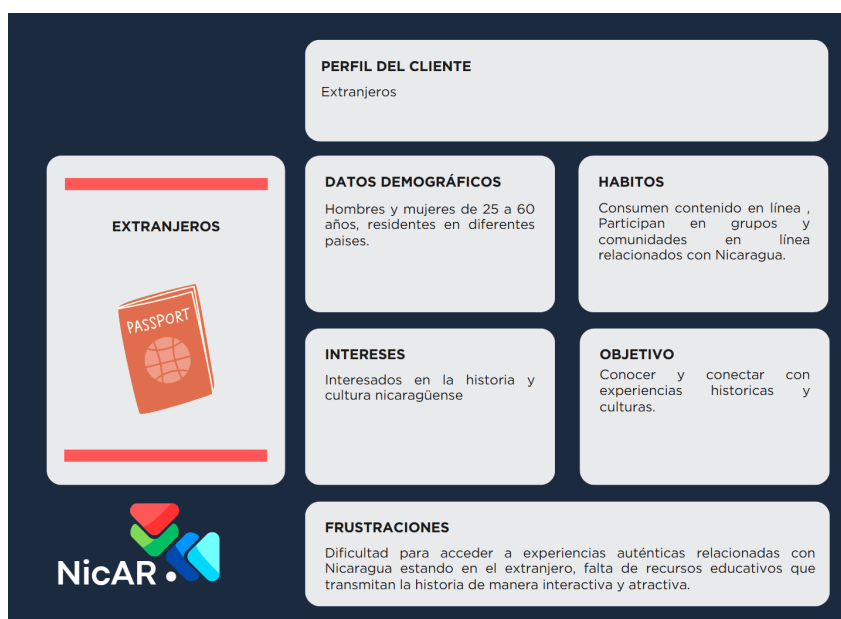 PERFIL DEL CLIENTE
Extranjeros
EXTRANJEROS
PASSPORT
DATOS DEMOGRÁFICOS
Hombres y mujeres de 25 a 60
años, residentes en diferentes
paises.
HABITOS
Consumen contenido en línea ,
Participan en grupos y
comunidades en línea
relacionados con Nicaragua.
INTERESES
Interesados en la historia y
cultura nicaragüense
OBJETIVO
Conocer y conectar con
experiencias historicas y
culturas.
NicAR
FRUSTRACIONES
Dificultad para acceder a experiencias auténticas relacionadas con
Nicaragua estando en el extranjero, falta de recursos educativos que
transmitan la historia de manera interactiva y atractiva.